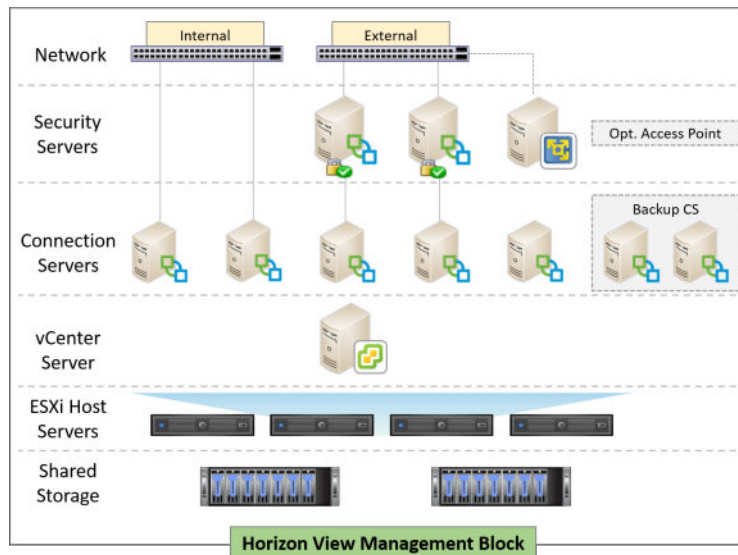 Internal
External
Network
Security
Servers
Opt. Access Point
Backup CS
Connection
Servers
vCenter
Server
ESXi Host
Servers
Shared
Storage
Horizon View Management Block